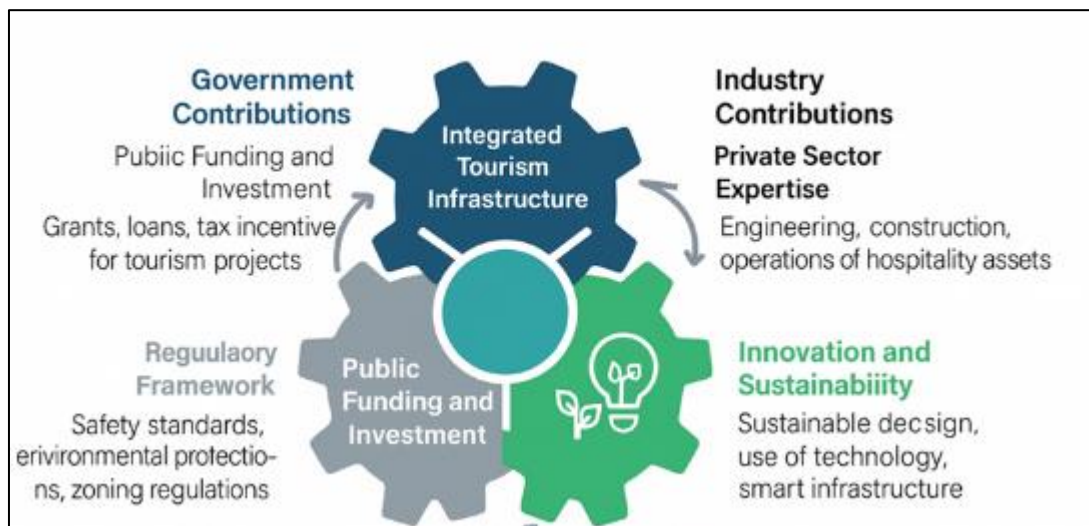 Government
Contributions
Pubiic Funding and
Investment
Grants, loans, tax incentive
for tourism projects
Integrated
Tourism
Infrastructure
Industry
Contributions
Private Sector
Expertise
Engineering, construction,
operations of hospitality assets
Reguulaory
Framework
Safety standards,
erivironmental protectio-
ns, zoning regulations
Public
Funding and
Investment
Innovation and
Sustainabiiity
Sustainable decsign,
use of technology,
smart infrastructure